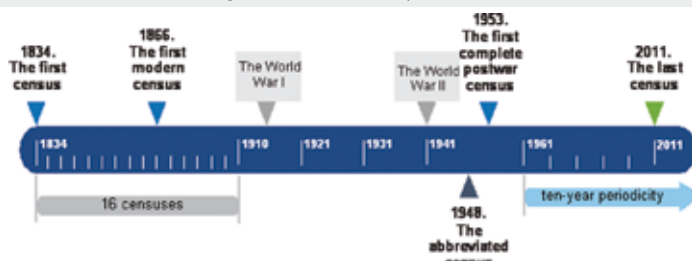 1834.
The first
census
1866.
The first
modern
census
The World
War I
The World
War II
1953.
The first
complete
postwar
census
2011.
The last
census
1834
1910
1921
1931
1941
1961
2011
16 censuses
ten-year periodicity
1948.
The
abbreviated